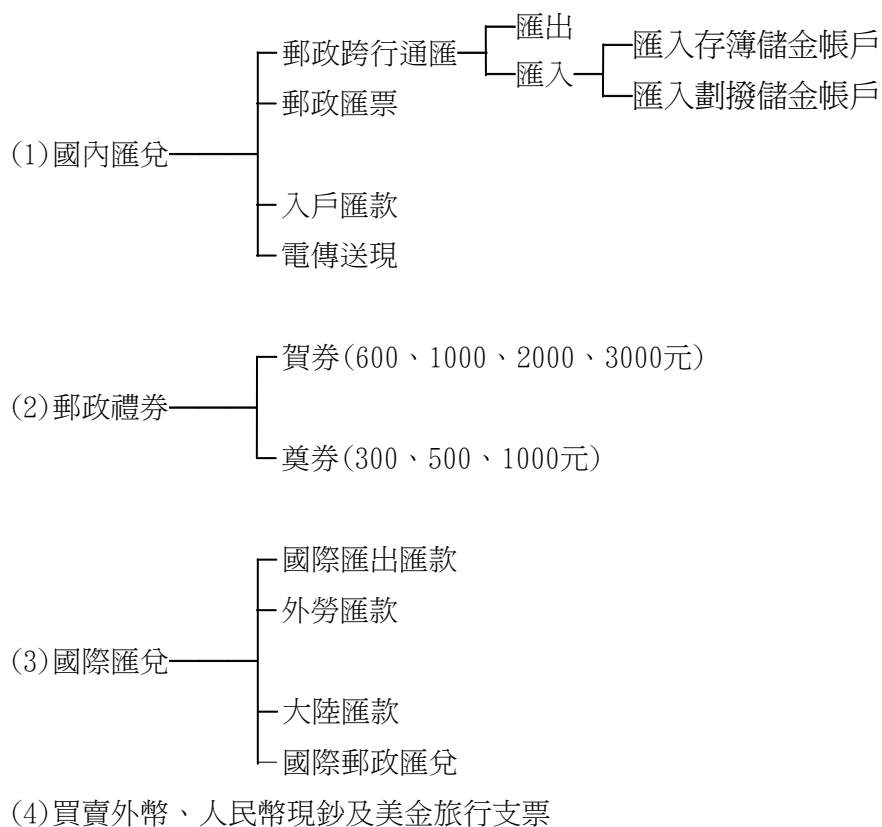 匯出
郵政跨行通匯
匯入存簿儲金帳戶
匯入
郵政匯票
匯入劃撥儲金帳戶
(1)國內匯兌
入戶匯款
電傳送現
賀券(600、1000、2000、3000元)
(2)郵政禮券
奠券(300、500、1000元)
國際匯出匯款
外勞匯款
(3)國際匯兌
大陸匯款
國際郵政匯兌
(4)買賣外幣、人民幣現鈔及美金旅行支票